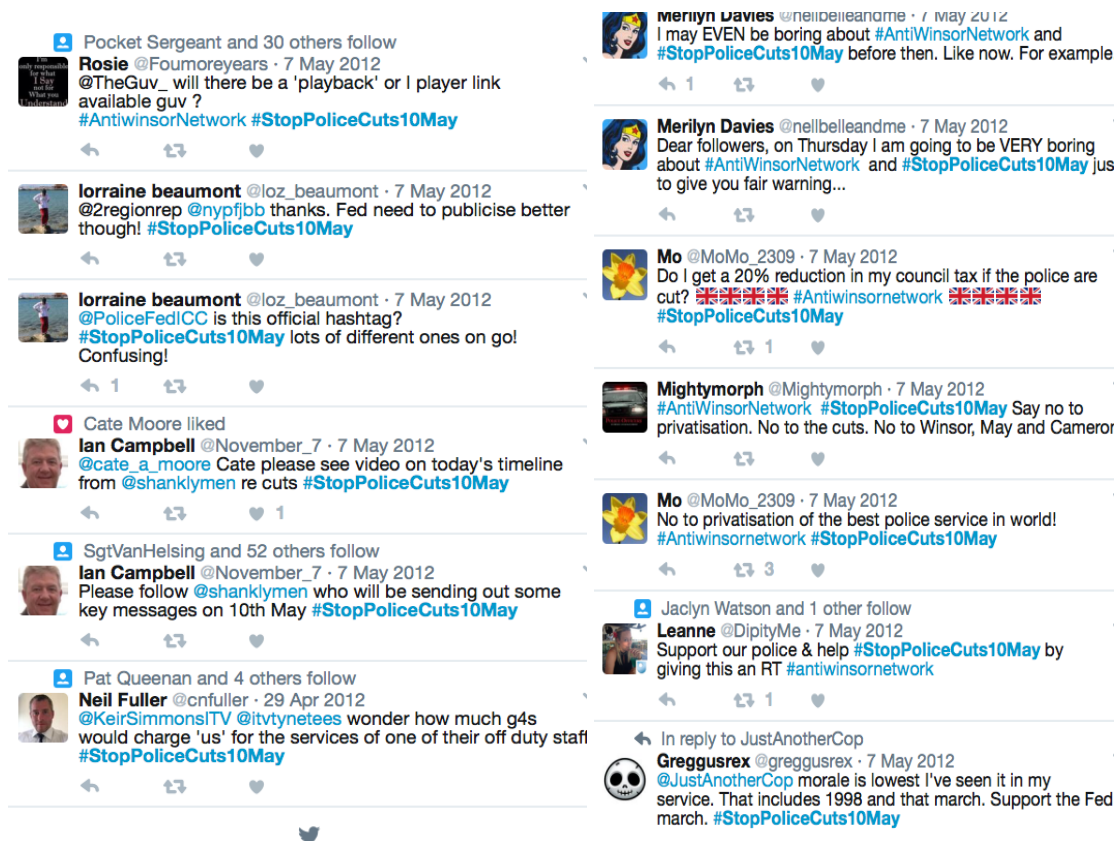 Pocket Sergeant and 30 others follow
I'm
only responsible
for what
I Say
not for
What you
Understand
Rosie @Foumoreyears · 7 May 2012
@TheGuv_ will there be a 'playback' or I player link
available guv ?
#AntiwinsorNetwork #StopPoliceCuts10May
lorraine beaumont @loz_beaumont · 7 May 2012
@2regionrep @nypfjbb thanks. Fed need to publicise better
though! #StopPoliceCuts10May
lorraine beaumont @loz_beaumont · 7 May 2012
@PoliceFedICC is this official hashtag?
#StopPoliceCuts10May lots of different ones on go!
Confusing!
1
Cate Moore liked
Ian Campbell @November_7 · 7 May 2012
@cate_a_moore Cate please see video on today's timeline
from @shanklymen re cuts #StopPoliceCuts10May
1
SgtVanHelsing and 52 others follow
Ian Campbell @November_7 · 7 May 2012
Please follow @shanklymen who will be sending out some
key messages on 10th May #StopPoliceCuts10May
Pat Queenan and 4 others follow
Neil Fuller @cnfuller · 29 Apr 2012
@KeirSimmonsITV @itvtynetees wonder how much g4s
would charge 'us' for the services of one of their off duty staff
#StopPoliceCuts10May
Merilyn Davies @nellbelleandme · 7 May 2012
I may EVEN be boring about #AntiWinsorNetwork and
#StopPoliceCuts10May before then. Like now. For example
1
Merilyn Davies @nellbelleandme · 7 May 2012
Dear followers, on Thursday I am going to be VERY boring
about #AntiWinsorNetwork and #StopPoliceCuts10May jus
to give you fair warning...
Mo @MoMo_2309 · 7 May 2012
Do I get a 20% reduction in my council tax if the police are
cut? 🇬🇧🇬🇧🇬🇧🇬🇧 #Antiwinsornetwork 🇬🇧🇬🇧🇬🇧🇬🇧
#StopPoliceCuts10May
1
Mightymorph @Mightymorph · 7 May 2012
#AntiWinsorNetwork #StopPoliceCuts10May Say no to
privatisation. No to the cuts. No to Winsor, May and Cameron
Mo @MoMo_2309 · 7 May 2012
No to privatisation of the best police service in world!
#Antiwinsornetwork #StopPoliceCuts10May
3
Jaclyn Watson and 1 other follow
Leanne @DipityMe · 7 May 2012
Support our police & help #StopPoliceCuts10May by
giving this an RT #antiwinsornetwork
1
In reply to JustAnotherCop
Greggusrex @greggusrex · 7 May 2012
@JustAnotherCop morale is lowest I've seen it in my
service. That includes 1998 and that march. Support the Fed
march. #StopPoliceCuts10May